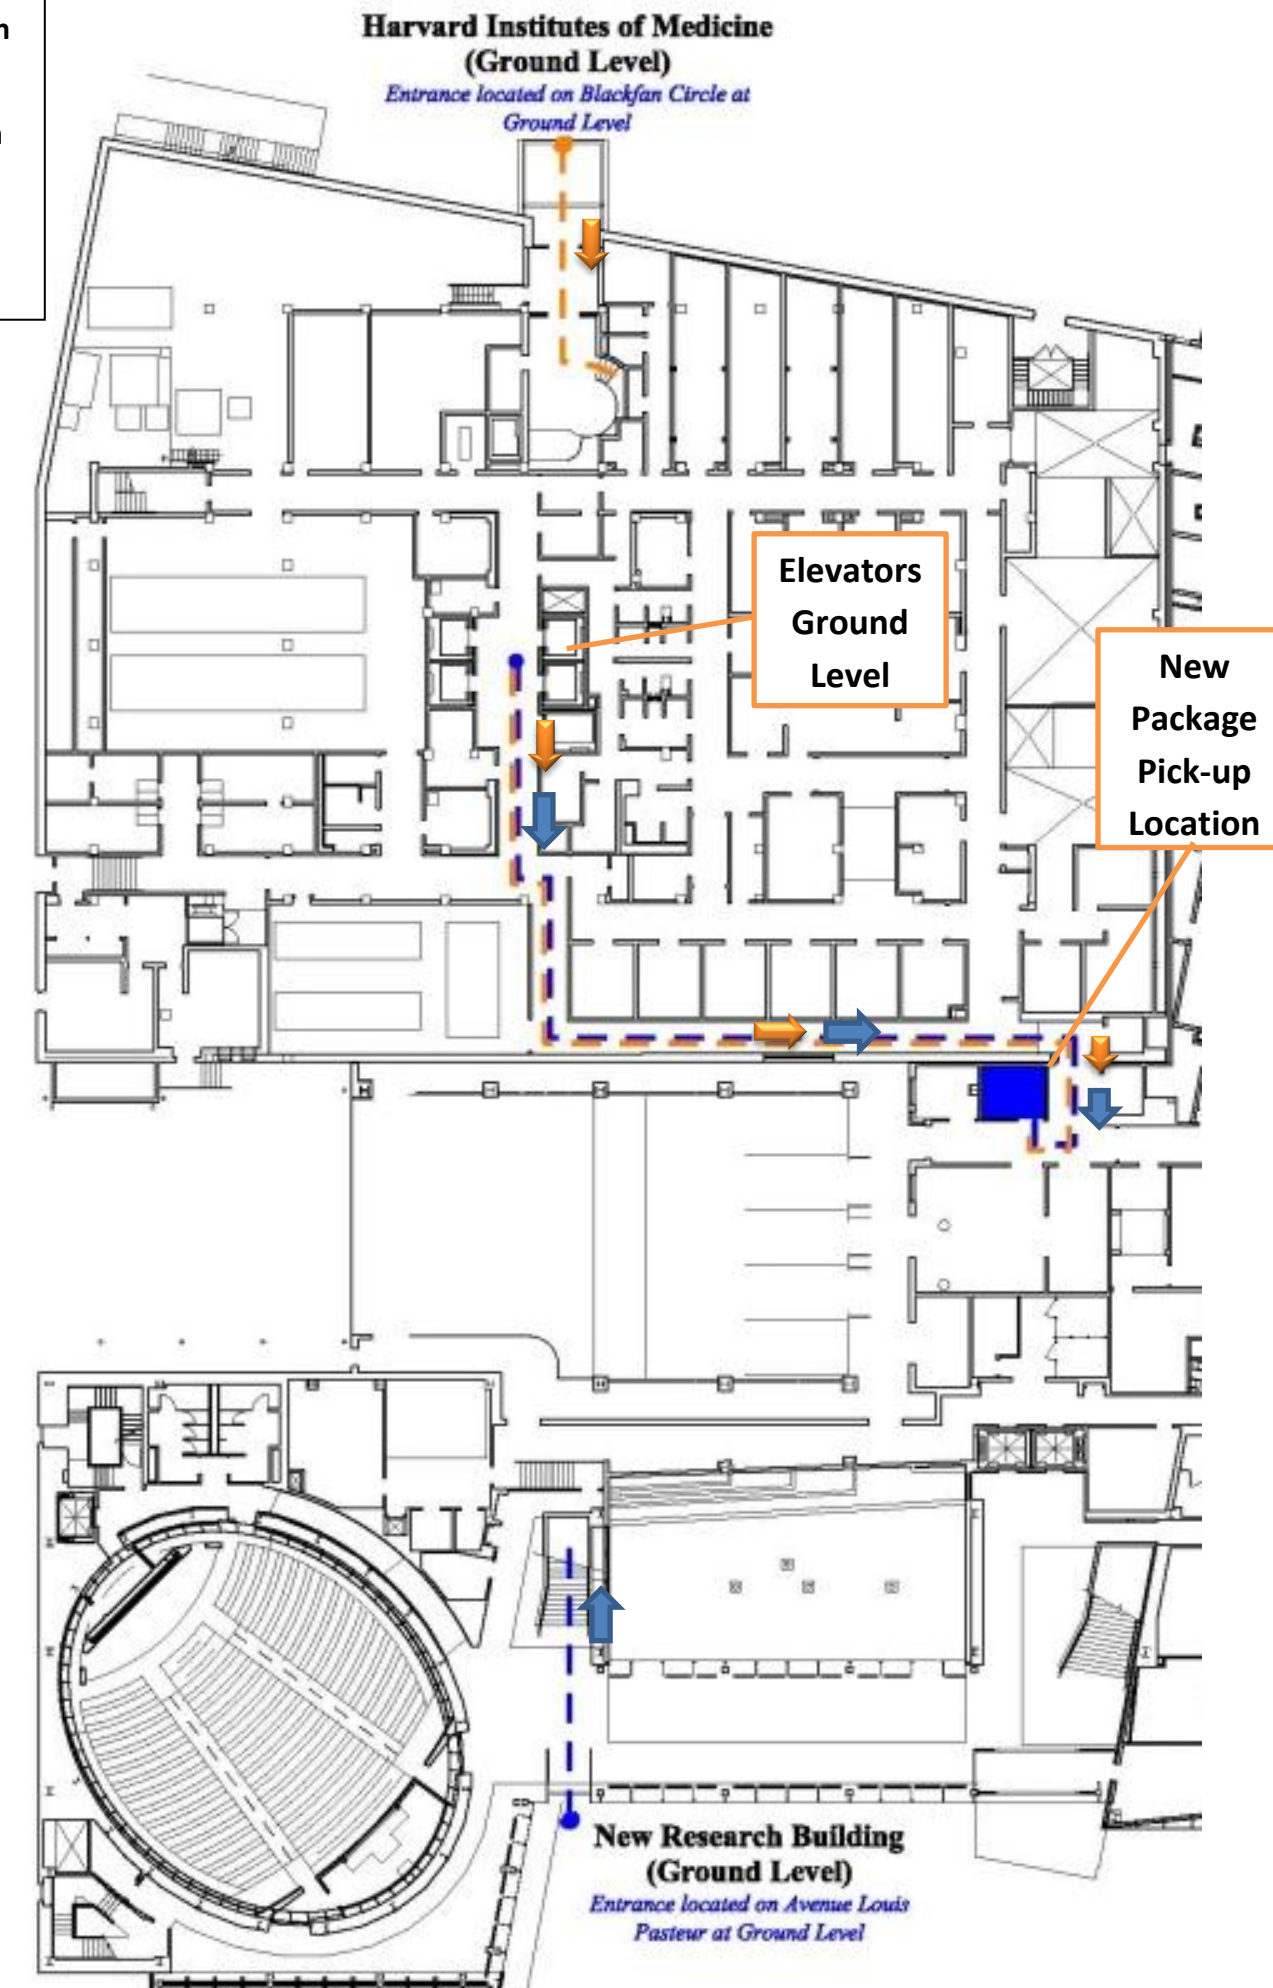 Harvard Institutes of Medicine
(Ground Level)
Entrance located on Blackfan Circle at
Ground Level
Elevators
Ground
Level
New
Package
Pick-up
Location
New Research Building
(Ground Level)
Entrance located on Avenue Louis
Pasteur at Ground Level